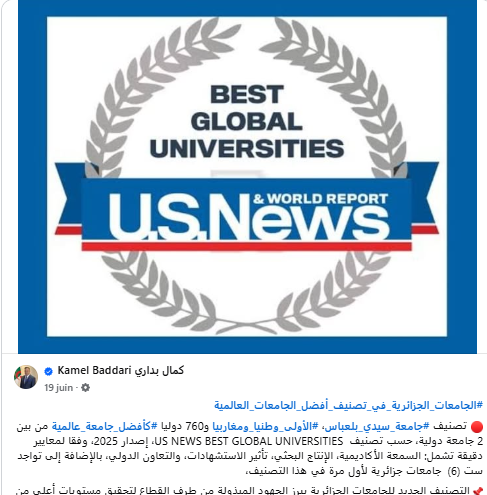 BEST
GLOBAL
UNIVERSITIES
U.S.News & WORLD REPORT
Kamel Baddari كمال بداري
19 juin
#الجامعات_الجزائرية_في_تصنيف_أفضل_الجامعات_العالمية
🔴 تصنيف #جامعة_سيدي_بلعباس، #الأولى_وطنيا_ومغاربيا و760 دوليا #كأفضل_جامعة_عالمية من بين
2 جامعة دولية، حسب تصنيف US NEWS BEST GLOBAL UNIVERSITIES، إصدار 2025، وفقا لمعايير
دقيقة تشمل: السمعة الأكاديمية، الإنتاج البحثي، تأثير الاستشهادات، والتعاون الدولي، بالإضافة إلى تواجد
ست (6) جامعات جزائرية لأول مرة في هذا التصنيف،
📌 التصنيف الجديد للجامعات الجزائرية يبرز الجهود المبذولة من طرف القطاع لتحقيق مستويات أعلى من